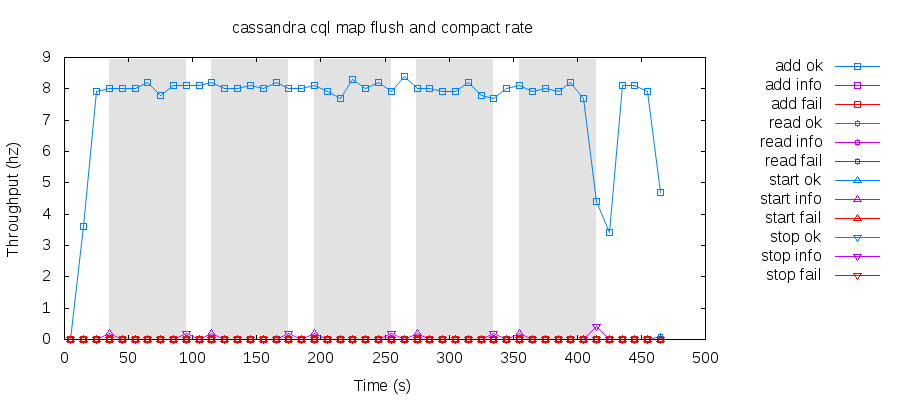 cassandra cql map flush and compact rate
9
8
7
6
5
4
3
2
1
0
Throughput (hz)
0 50 100 150 200 250 300 350 400 450 500
Time (s)
add ok
add info
add fail
read ok
read info
read fail
start ok
start info
start fail
stop ok
stop info
stop fail